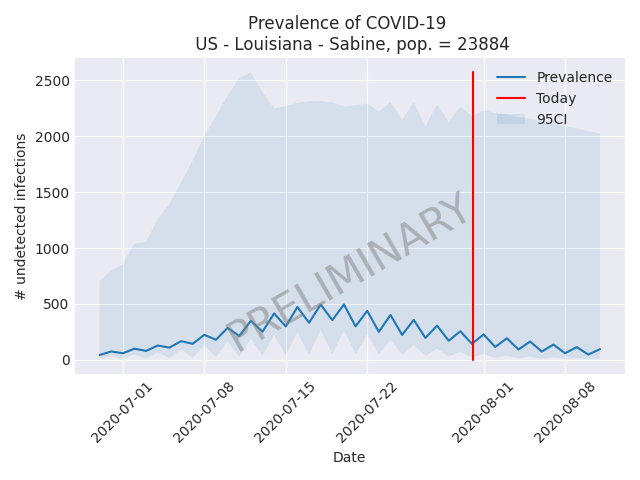 Prevalence of COVID-19
US - Louisiana - Sabine, pop. = 23884
# undetected infections
2500
2000
1500
1000
500
0
Prevalence
Today
95CI
PRELIMINARY
2020-07-01
2020-07-08
2020-07-15
2020-07-22
2020-08-01
2020-08-08
Date